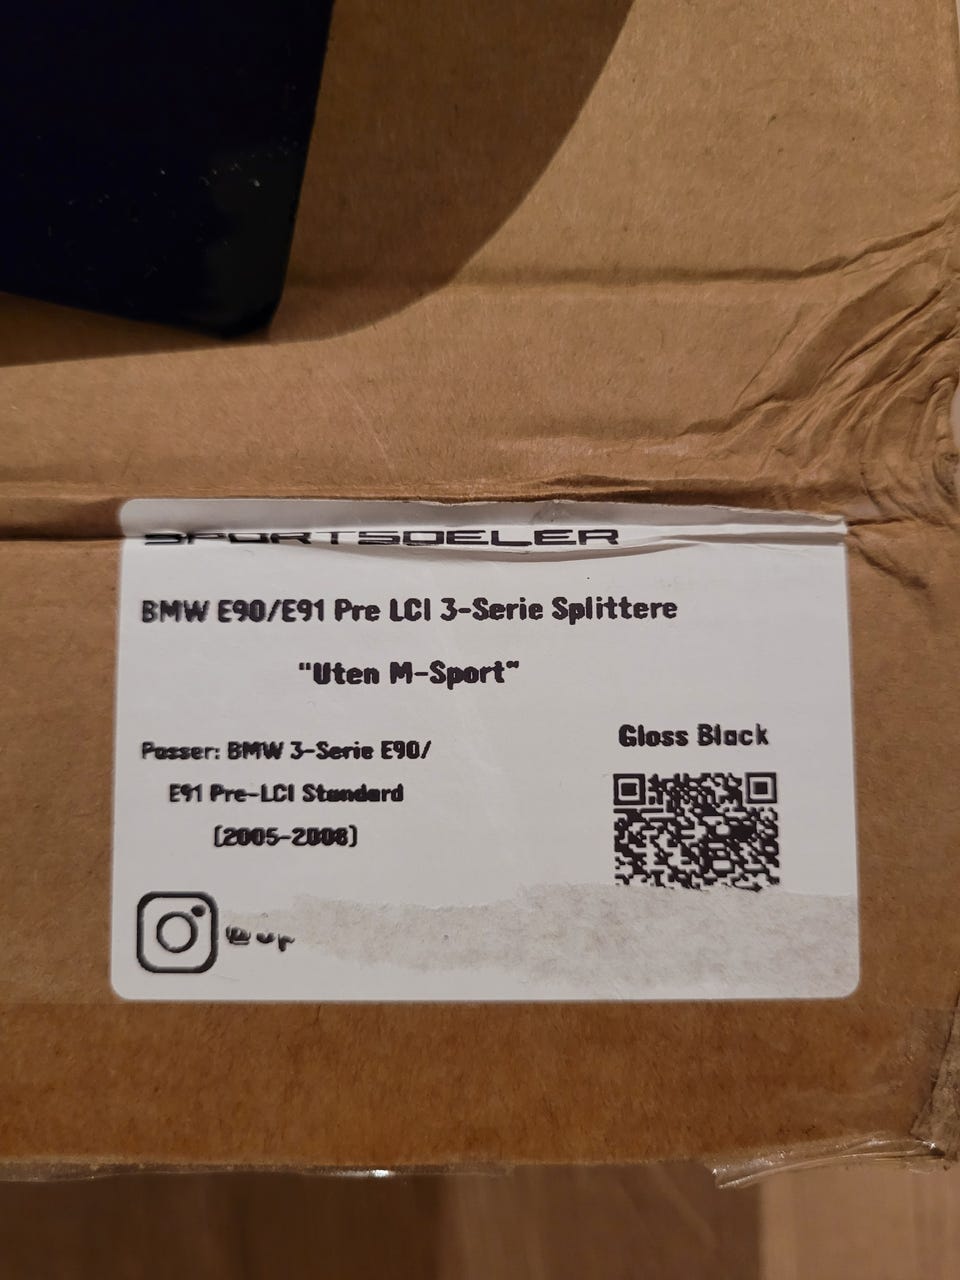 SPORTSDELER
BMW E90/E91 Pre LCI 3-Serie Splittere
"Uten M-Sport"
Passer: BMW 3-Serie E90/
E91 Pre-LCI Standard
(2005-2008)
Gloss Black